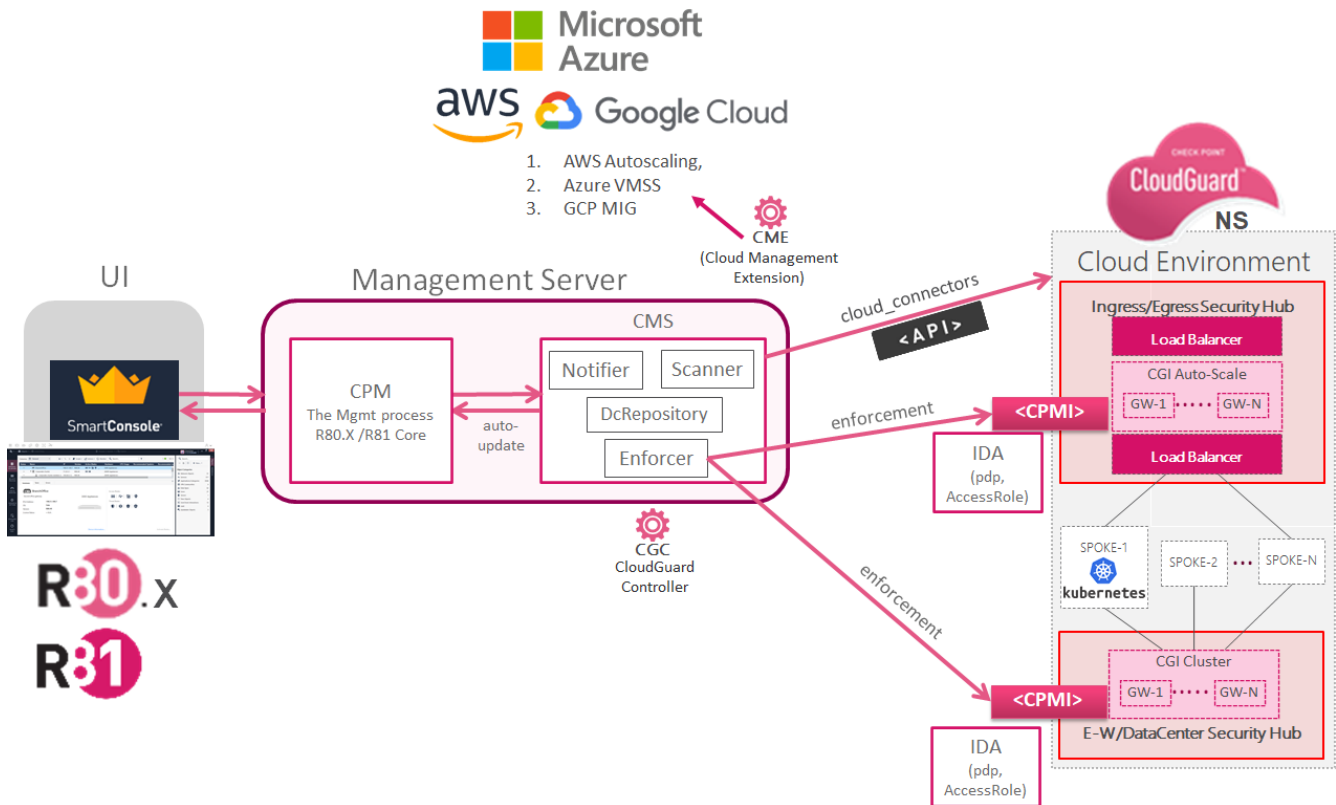 Microsoft
Azure
aws
Google Cloud
1. AWS Autoscaling,
2. Azure VMSS
3. GCP MIG
CME
(Cloud Management
Extension)
CHECK POINT
CloudGuard™
NS
UI
SmartConsole
R80.X
R81
Management Server
CPM
The Mgmt process
R80.X /R81 Core
auto-
update
CMS
Notifier
Scanner
DcRepository
Enforcer
CGC
CloudGuard
Controller
cloud_connectors
<API>
enforcement
<CPMI>
IDA
(pdp,
AccessRole)
enforcement
<CPMI>
IDA
(pdp,
AccessRole)
Cloud Environment
Ingress/Egress Security Hub
Load Balancer
CGI Auto-Scale
GW-1 ..... GW-N
Load Balancer
SPOKE-1
kubernetes
SPOKE-2 ... SPOKE-N
CGI Cluster
GW-1 ..... GW-N
E-W/DataCenter Security Hub